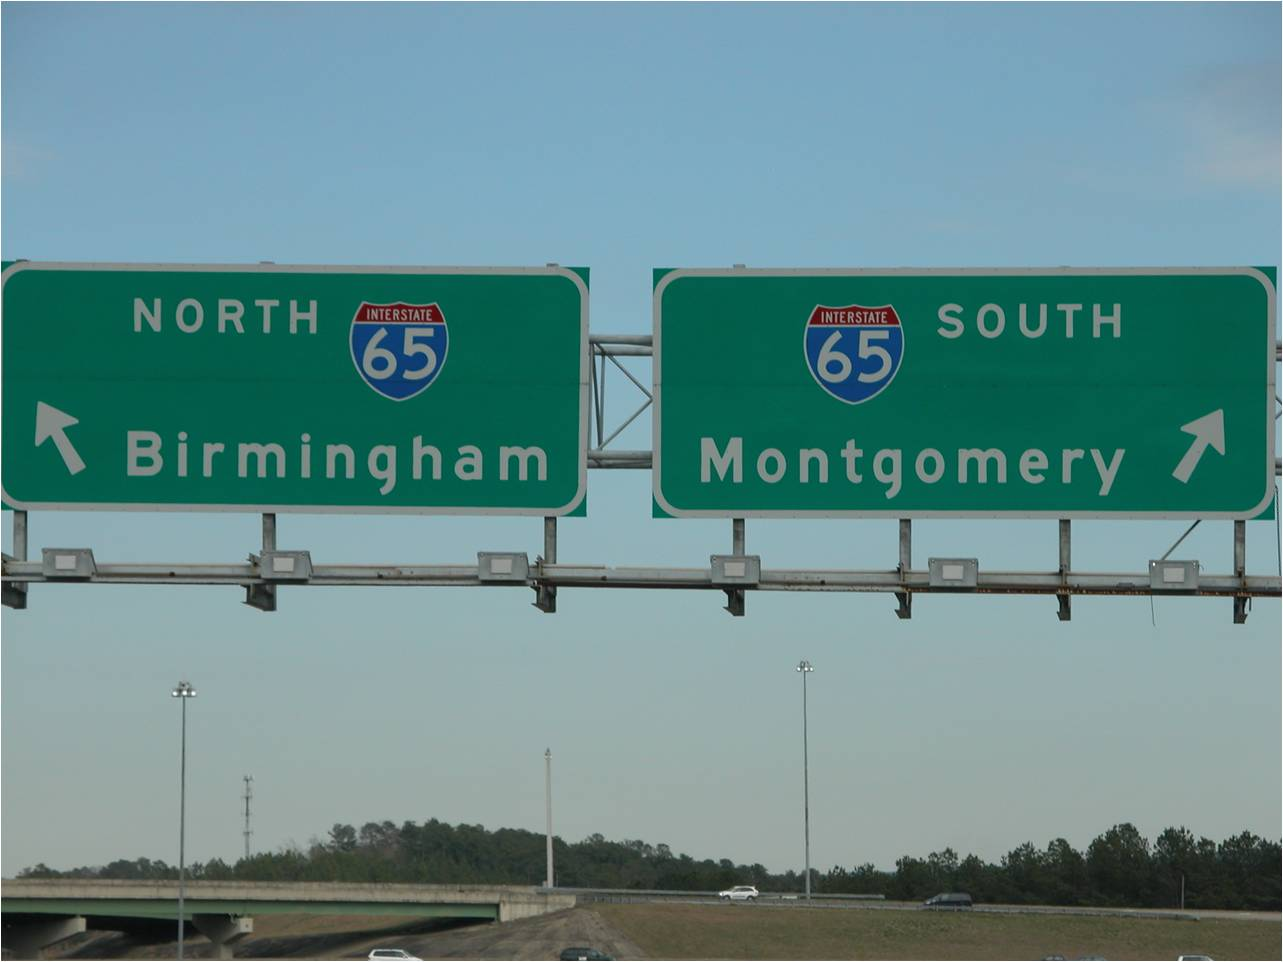 NORTH INTERSTATE 65
Birmingham
INTERSTATE 65 SOUTH
Montgomery